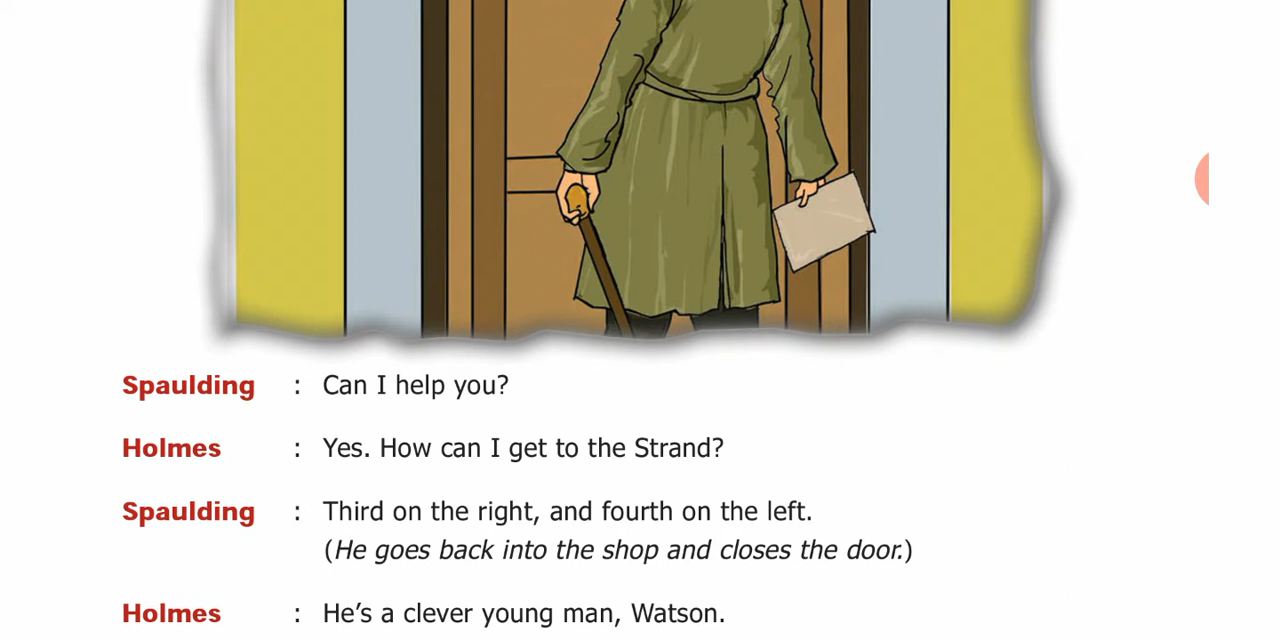 Spaulding : Can I help you?
Holmes : Yes. How can I get to the Strand?
Spaulding : Third on the right, and fourth on the left.
(He goes back into the shop and closes the door.)
Holmes : He's a clever young man, Watson.